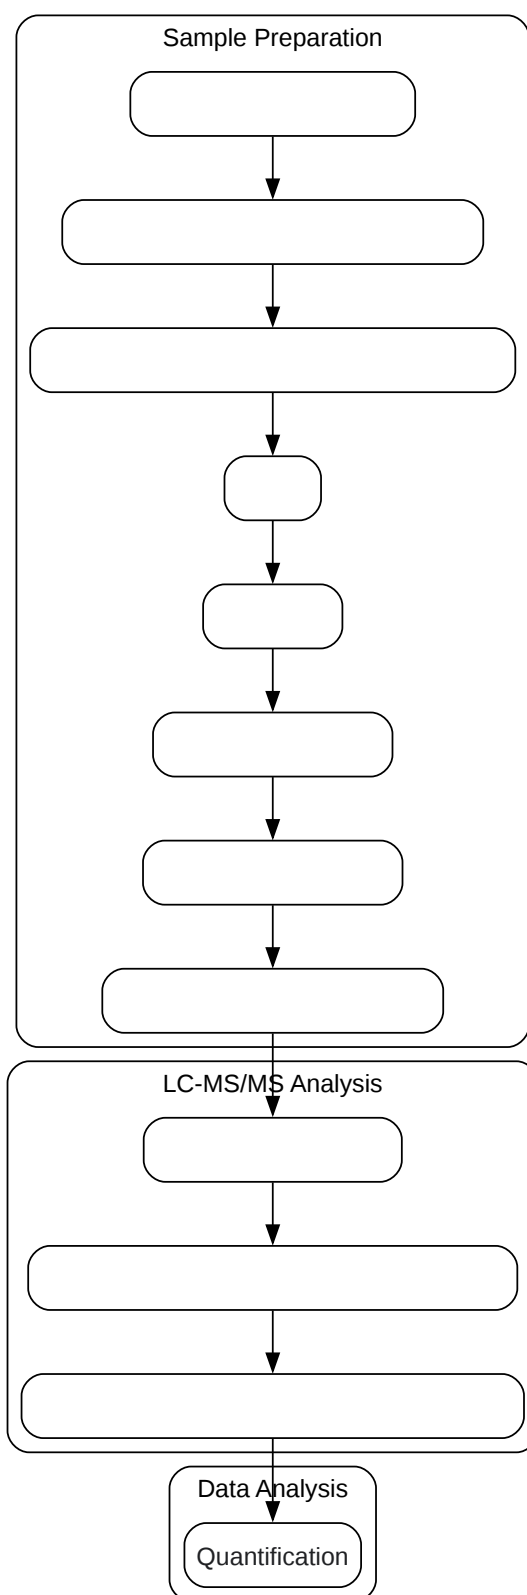 Sample Preparation
LC-MS/MS Analysis
Data Analysis
Quantification